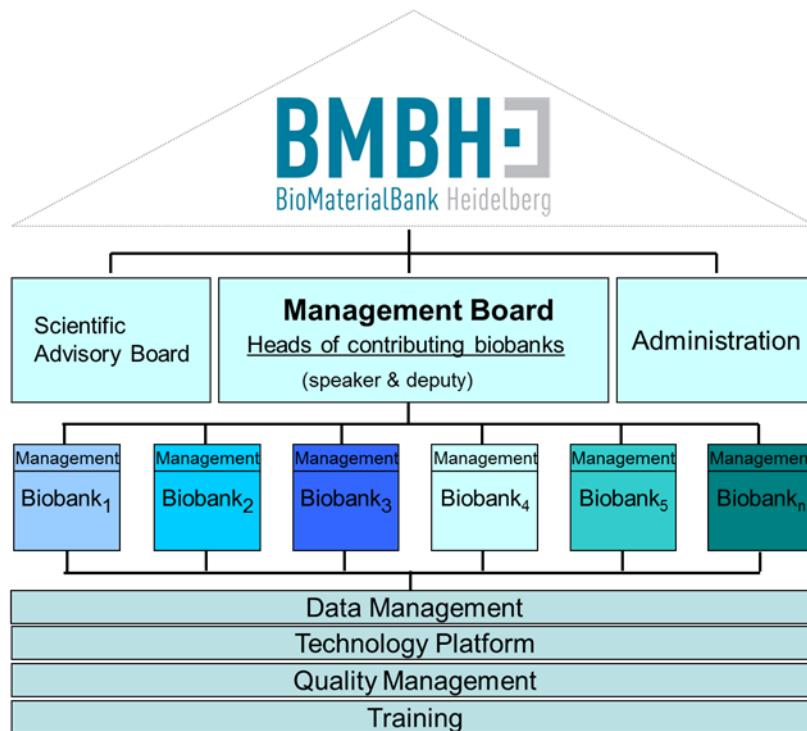 BMBH
BioMaterialBank Heidelberg
Scientific
Advisory Board
Management Board
Heads of contributing biobanks
(speaker & deputy)
Administration
Management
Biobank1
Management
Biobank2
Management
Biobank3
Management
Biobank4
Management
Biobank5
Management
Biobankn
Data Management
Technology Platform
Quality Management
Training